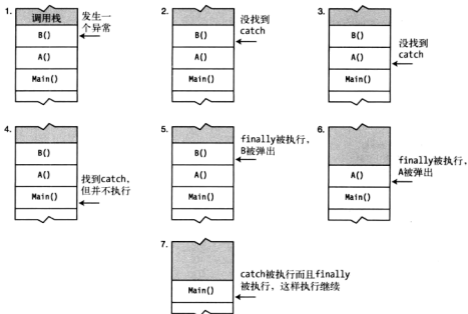 1.
调用栈
B()
A()
Main()
发生一
个异常
2.
B()
A()
Main()
没找到
catch
3.
B()
A()
Main()
没找到
catch
4.
B()
A()
Main()
找到catch,
但并不执行
5.
B()
A()
Main()
finally被执行,
B被弹出
6.
A()
Main()
finally被执行,
A被弹出
7.
Main()
catch被执行而且finally
被执行, 这样执行继续